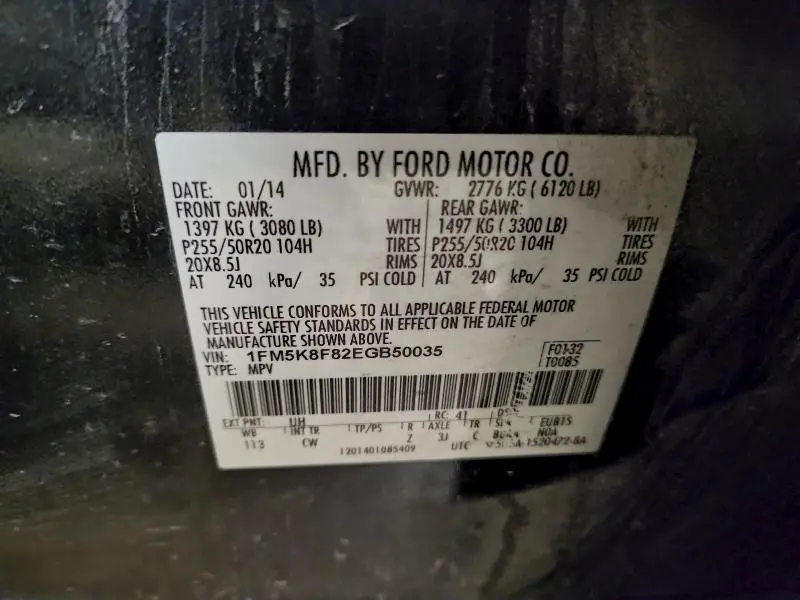 MFD. BY FORD MOTOR CO.
DATE: 01/14 GVWR: 2776 KG ( 6120 LB)
FRONT GAWR: REAR GAWR:
1397 KG ( 3080 LB) WITH 1497 KG ( 3300 LB) WITH
P255/50R20 104H TIRES P255/50R20 104H TIRES
20X8.5J RIMS 20X8.5J RIMS
AT 240 kPa/ 35 PSI COLD AT 240 kPa/ 35 PSI COLD
THIS VEHICLE CONFORMS TO ALL APPLICABLE FEDERAL MOTOR
VEHICLE SAFETY STANDARDS IN EFFECT ON THE DATE OF
MANUFACTURE SHOWN ABOVE.
VIN: 1FM5K8F82EGB50035 F0132
TYPE: MPV T0085
EXT PNT: UH RC: 41
WB INT TR TP/PS R AXLE TR EUBTS
113 CW Z 3J C NOA
1201401085409 UTC